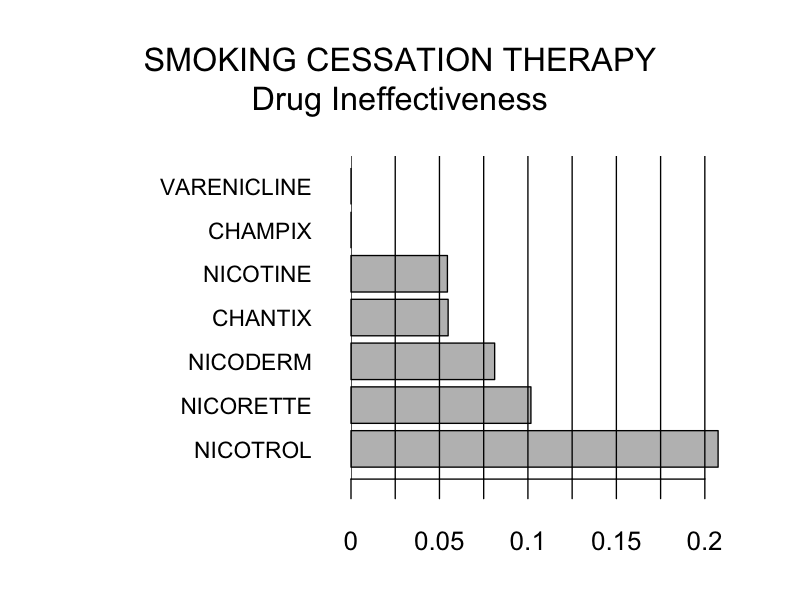 SMOKING CESSATION THERAPY
Drug Ineffectiveness
VARENICLINE
CHAMPIX
NICOTINE
CHANTIX
NICODERM
NICORETTE
NICOTROL
0 0.05 0.1 0.15 0.2